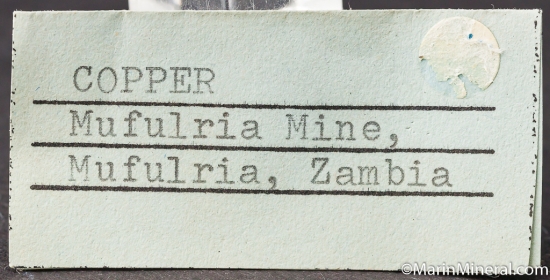 COPPER
Mufulria Mine,
Mufulria, Zambia
©MarinMineral.com